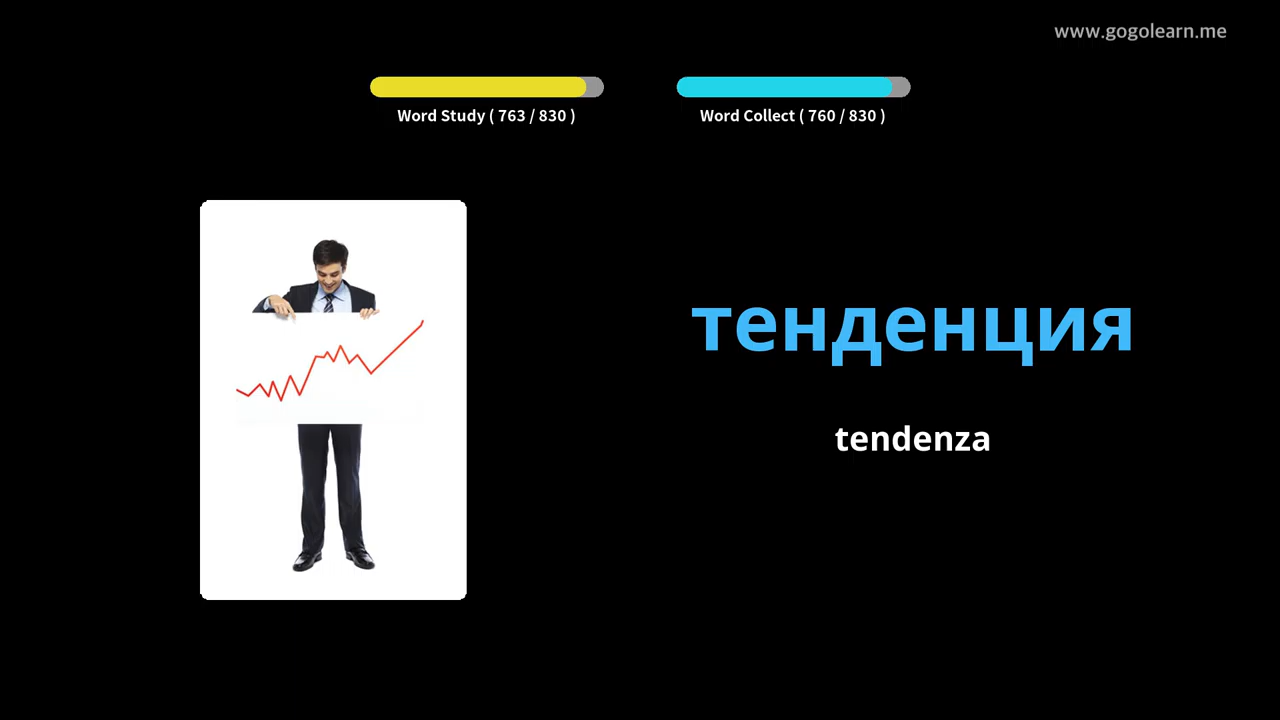 www.gogolearn.me
Word Study ( 763 / 830 )
Word Collect ( 760 / 830 )
тенденция
tendenza